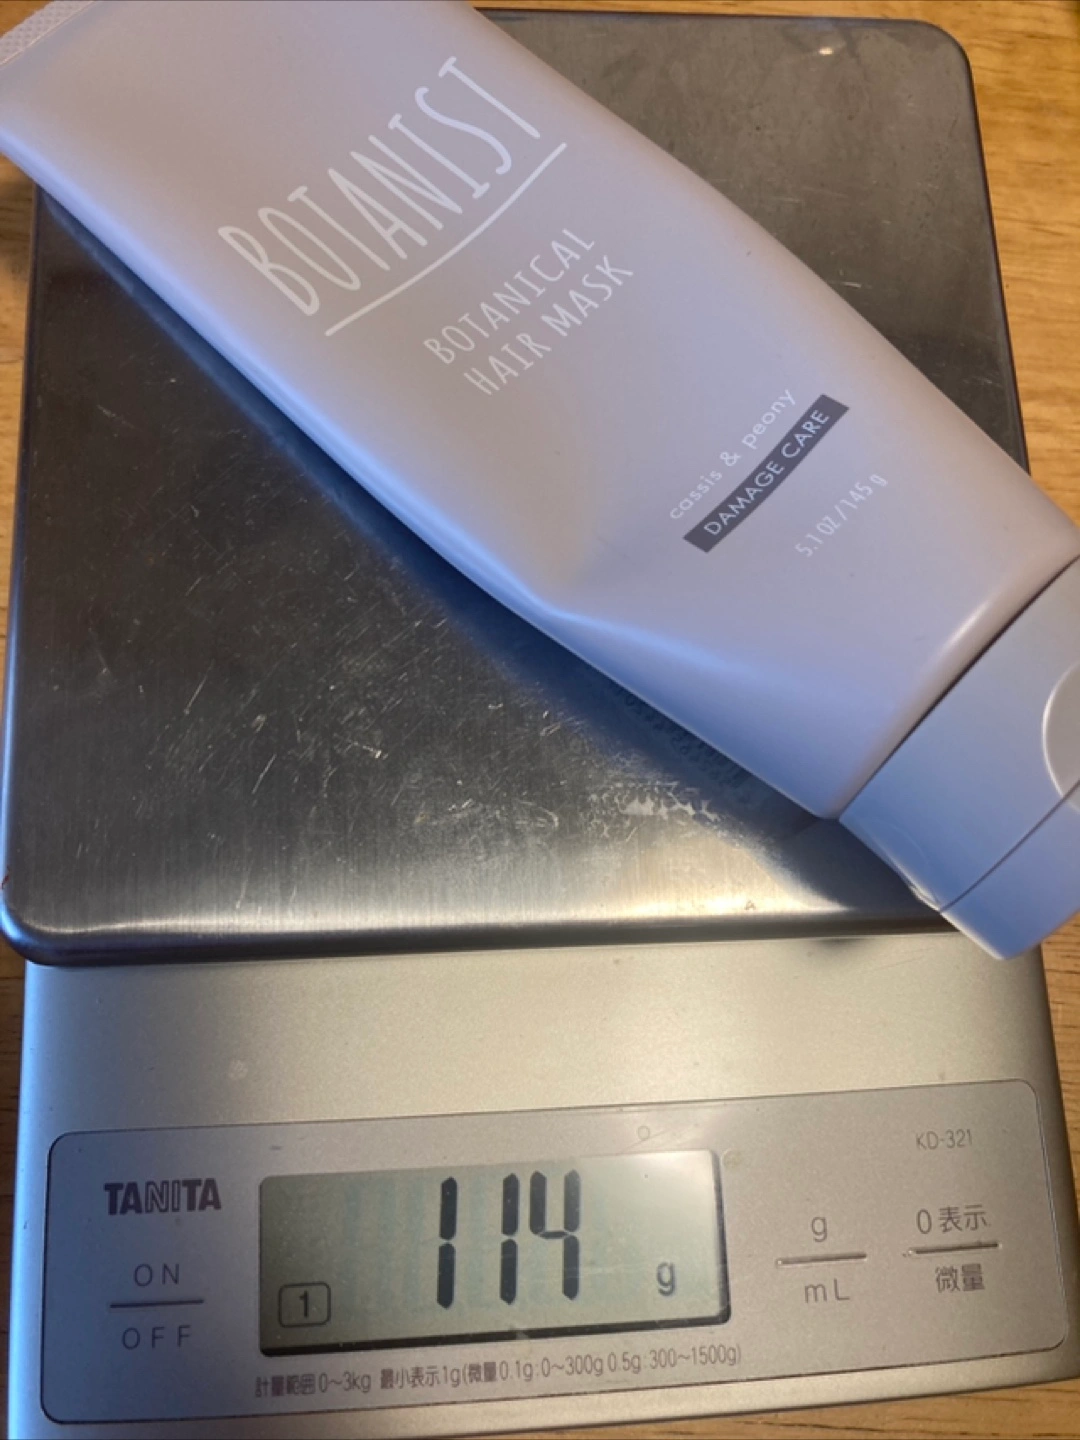 BOTANIST
BOTANICAL
HAIR MASK
cassis & peony
DAMAGE CARE
5.1 OZ / 145 g
KD-321
TANITA
ON
OFF
1
114 g
g
mL
0表示
微量
計量範囲0～3kg 最小表示1g(微量0.1g:0～300g 0.5g:300～1500g)